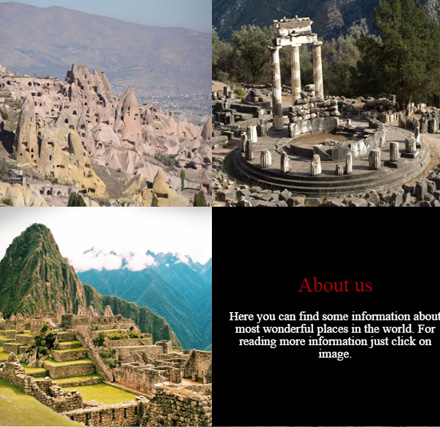 About us
Here you can find some information about
most wonderful places in the world. For
reading more information just click on
image.